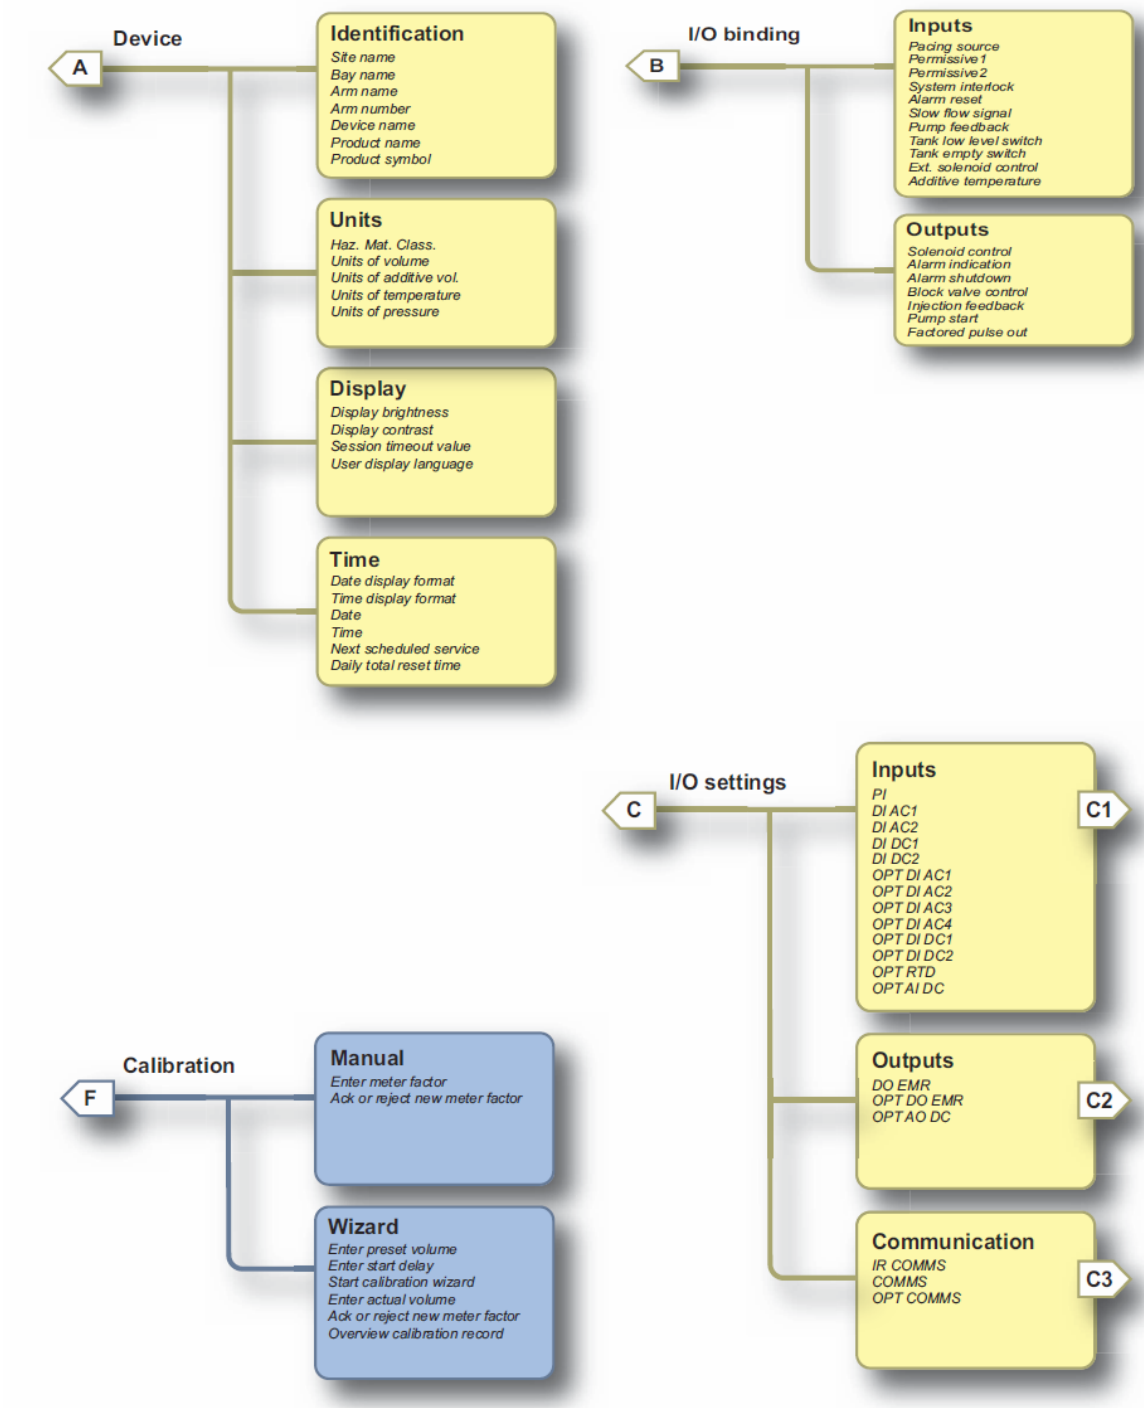 Device
A
Identification
Site name
Bay name
Arm name
Arm number
Device name
Product name
Product symbol
Units
Haz. Mat. Class.
Units of volume
Units of additive vol.
Units of temperature
Units of pressure
Display
Display brightness
Display contrast
Session timeout value
User display language
Time
Date display format
Time display format
Date
Time
Next scheduled service
Daily total reset time
I/O binding
B
Inputs
Pacing source
Permissive1
Permissive2
System interlock
Alarm reset
Slow flow signal
Pump feedback
Tank low level switch
Tank empty switch
Ext. solenoid control
Additive temperature
Outputs
Solenoid control
Alarm indication
Alarm shutdown
Block valve control
Injection feedback
Pump start
Factored pulse out
I/O settings
C
Inputs
PI
DI AC1
DI AC2
DI DC1
DI DC2
OPT DI AC1
OPT DI AC2
OPT DI AC3
OPT DI AC4
OPT DI DC1
OPT DI DC2
OPT RTD
OPT AI DC
C1
Outputs
DO EMR
OPT DO EMR
OPT AO DC
C2
Communication
IR COMMS
COMMS
OPT COMMS
C3
Calibration
F
Manual
Enter meter factor
Ack or reject new meter factor
Wizard
Enter preset volume
Enter start delay
Start calibration wizard
Enter actual volume
Ack or reject new meter factor
Overview calibration record